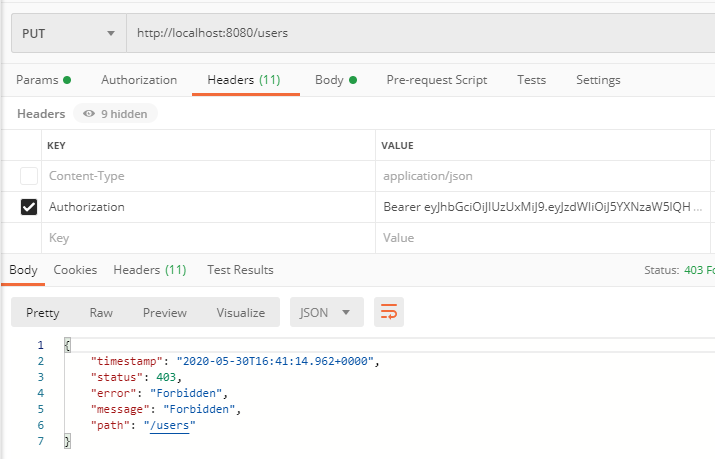 PUT http://localhost:8080/users
Params Authorization Headers (11) Body Pre-request Script Tests Settings
Headers 9 hidden
KEY VALUE
Content-Type application/json
Authorization Bearer eyJhbGciOiJIUzUxMiJ9.eyJzdWIiOiJ5YXNzaW5lQH ...
Key Value
Body Cookies Headers (11) Test Results Status: 403 Fo
Pretty Raw Preview Visualize JSON
1 {
2 "timestamp": "2020-05-30T16:41:14.962+0000",
3 "status": 403,
4 "error": "Forbidden",
5 "message": "Forbidden",
6 "path": "/users"
7 }